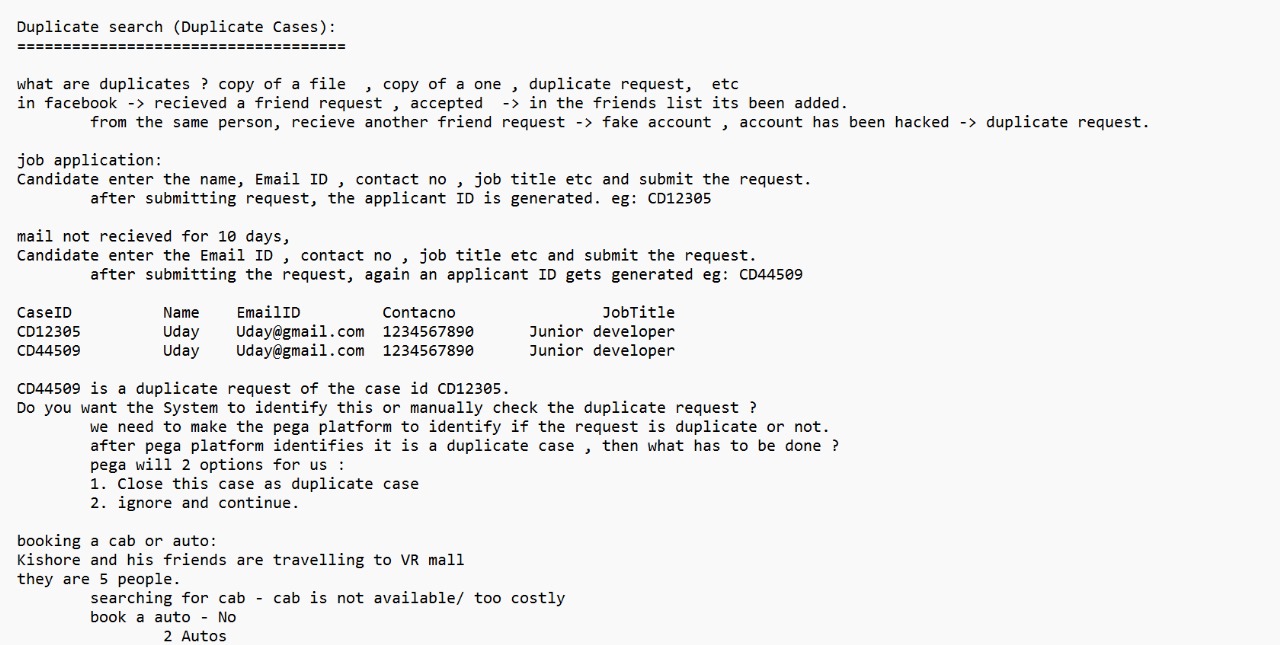 Duplicate search (Duplicate Cases):
====================================
what are duplicates ? copy of a file  , copy of a one , duplicate request,  etc
in facebook -> recieved a friend request , accepted  -> in the friends list its been added.
        from the same person, recieve another friend request -> fake account , account has been hacked -> duplicate request.
job application:
Candidate enter the name, Email ID , contact no , job title etc and submit the request.
        after submitting request, the applicant ID is generated. eg: CD12305
mail not recieved for 10 days,
Candidate enter the Email ID , contact no , job title etc and submit the request.
        after submitting the request, again an applicant ID gets generated eg: CD44509
CaseID          Name    EmailID         Contacno                JobTitle
CD12305         Uday    Uday@gmail.com  1234567890      Junior developer
CD44509         Uday    Uday@gmail.com  1234567890      Junior developer
CD44509 is a duplicate request of the case id CD12305.
Do you want the System to identify this or manually check the duplicate request ?
        we need to make the pega platform to identify if the request is duplicate or not.
        after pega platform identifies it is a duplicate case , then what has to be done ?
        pega will 2 options for us :
        1. Close this case as duplicate case
        2. ignore and continue.
booking a cab or auto:
Kishore and his friends are travelling to VR mall
they are 5 people.
        searching for cab - cab is not available/ too costly
        book a auto - No
                2 Autos